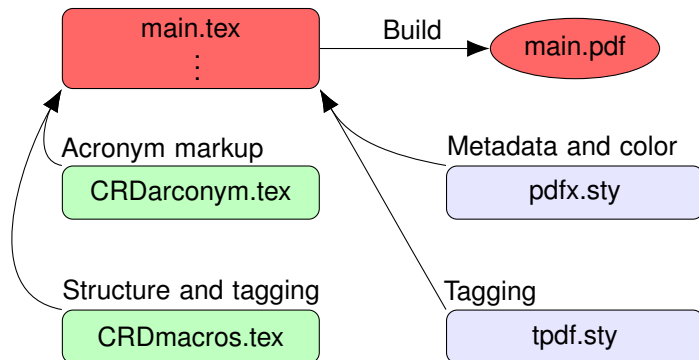 main.tex
⋮
Build
main.pdf
Acronym markup
CRDarconym.tex
Metadata and color
pdfx.sty
Structure and tagging
CRDmacros.tex
Tagging
tpdf.sty